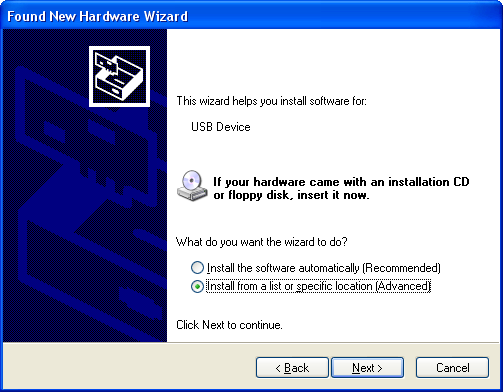 Found New Hardware Wizard
This wizard helps you install software for:
USB Device
If your hardware came with an installation CD
or floppy disk, insert it now.
What do you want the wizard to do?
Install the software automatically (Recommended)
Install from a list or specific location (Advanced)
Click Next to continue.
< Back
Next >
Cancel